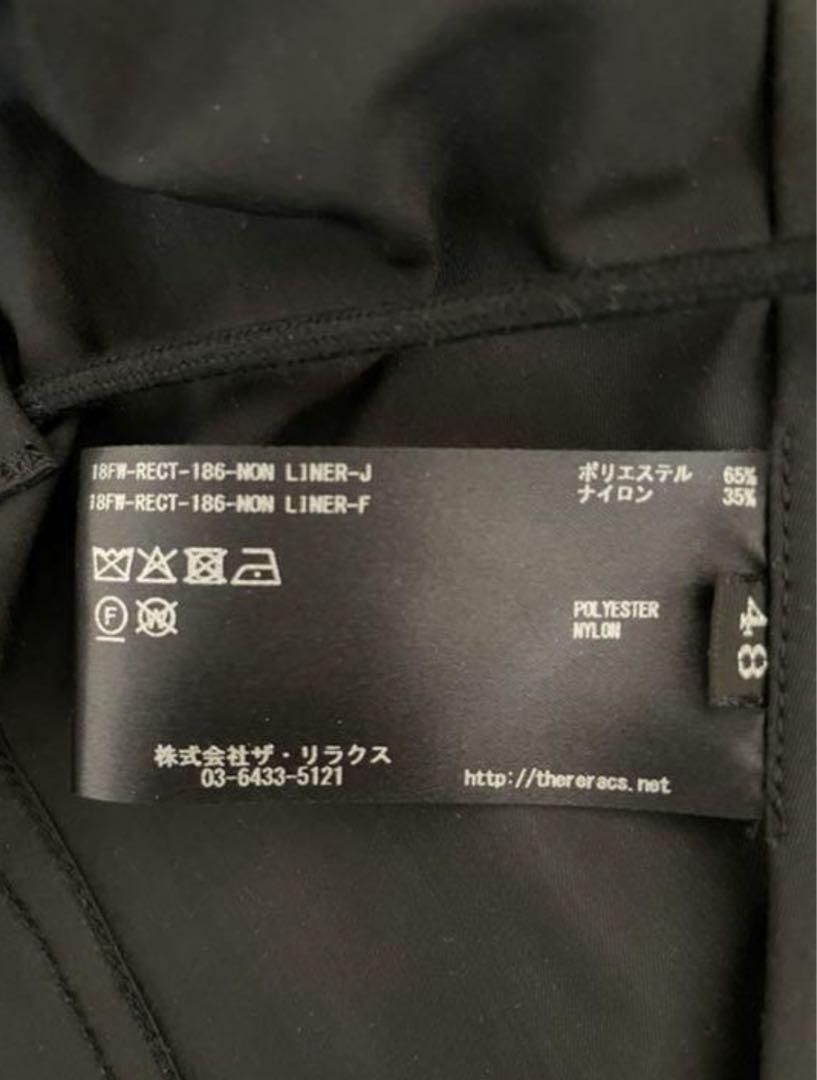 18FW-RECT-186-NON LINER-J
18FW-RECT-186-NON LINER-F
ポリエステル 65%
ナイロン 35%
F
W
POLYESTER
NYLON
48
株式会社ザ・リラクス
03-6433-5121
http://thereracs.net